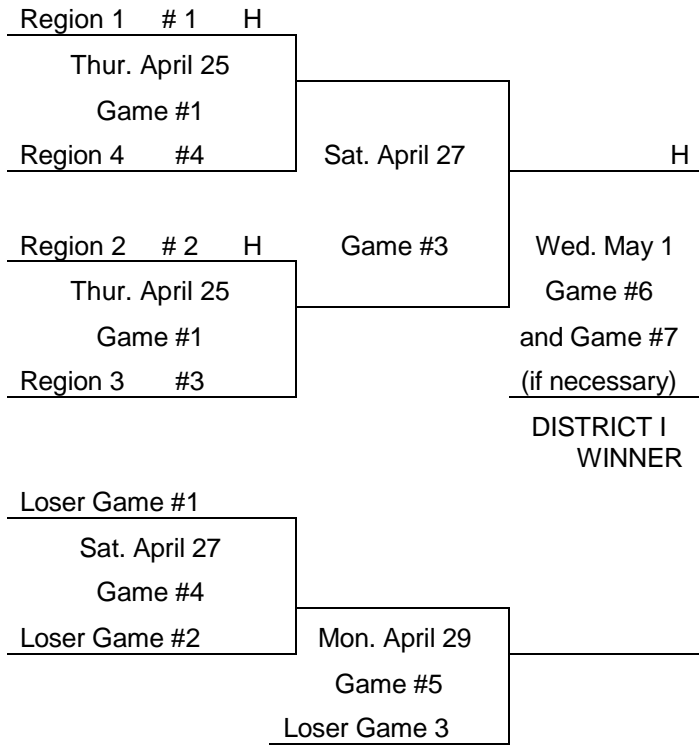 Region 1 # 1 H
Thur. April 25
Game #1
Region 4 #4
Sat. April 27
H
Region 2 # 2 H
Game #3
Wed. May 1
Thur. April 25
Game #6
Game #1
and Game #7
Region 3 #3
(if necessary)
DISTRICT I
WINNER
Loser Game #1
Sat. April 27
Game #4
Loser Game #2
Mon. April 29
Game #5
Loser Game 3